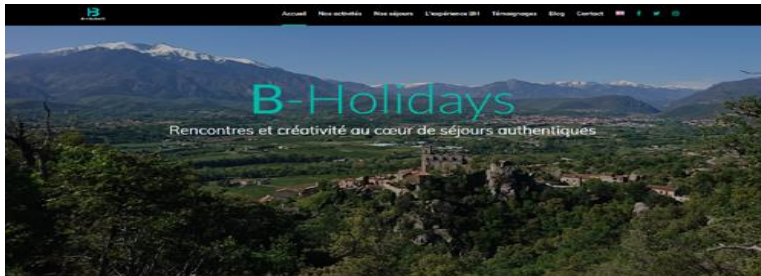 B-HOLIDAYS
Accueil Nos activités Nos séjours L'expérience BH Témoignages Blog Contact
B-Holidays
Rencontres et créativité au cœur de séjours authentiques